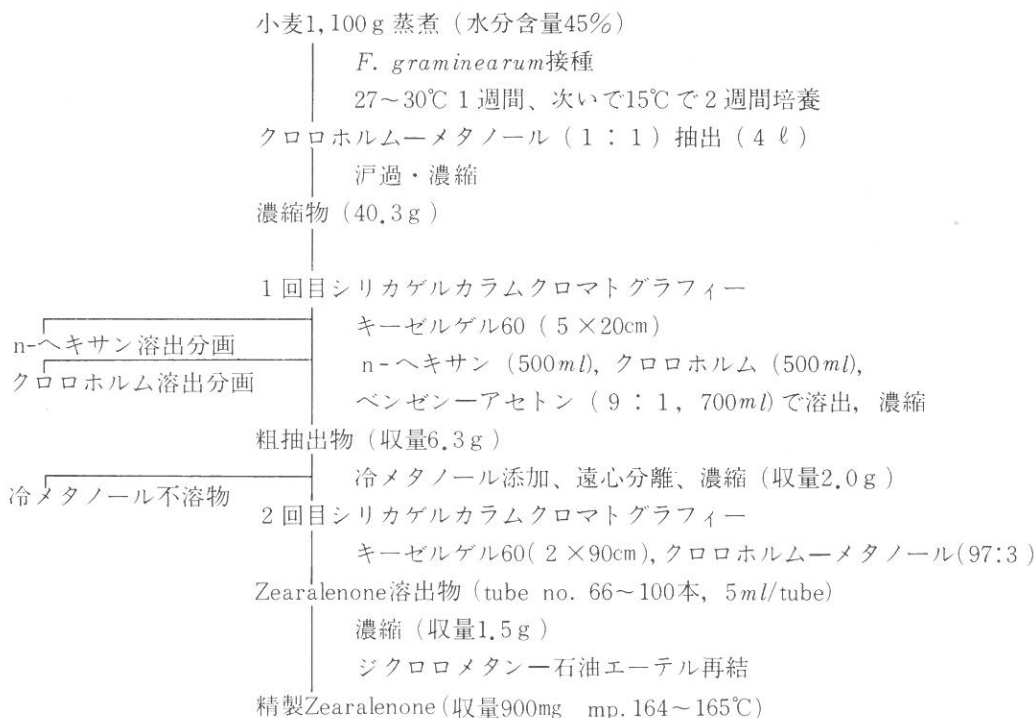 小麦1,100g蒸煮(水分含量45%)
F. graminearum接種
27~30℃ 1週間、次いで15℃で2週間培養
クロロホルム―メタノール(1:1)抽出(4ℓ)
沪過・濃縮
濃縮物(40.3g)
1回目シリカゲルカラムクロマトグラフィー
キーゼルゲル60(5×20cm)
n-ヘキサン溶出分画
n-ヘキサン(500ml), クロロホルム(500ml),
クロロホルム溶出分画
ベンゼン―アセトン(9:1, 700ml)で溶出, 濃縮
粗抽出物(収量6.3g)
冷メタノール添加、遠心分離、濃縮(収量2.0g)
冷メタノール不溶物
2回目シリカゲルカラムクロマトグラフィー
キーゼルゲル60(2×90cm), クロロホルム―メタノール(97:3)
Zearalenone溶出物(tube no. 66~100本, 5ml/tube)
濃縮(収量1.5g)
ジクロロメタン―石油エーテル再結
精製Zearalenone(収量900mg mp. 164~165℃)